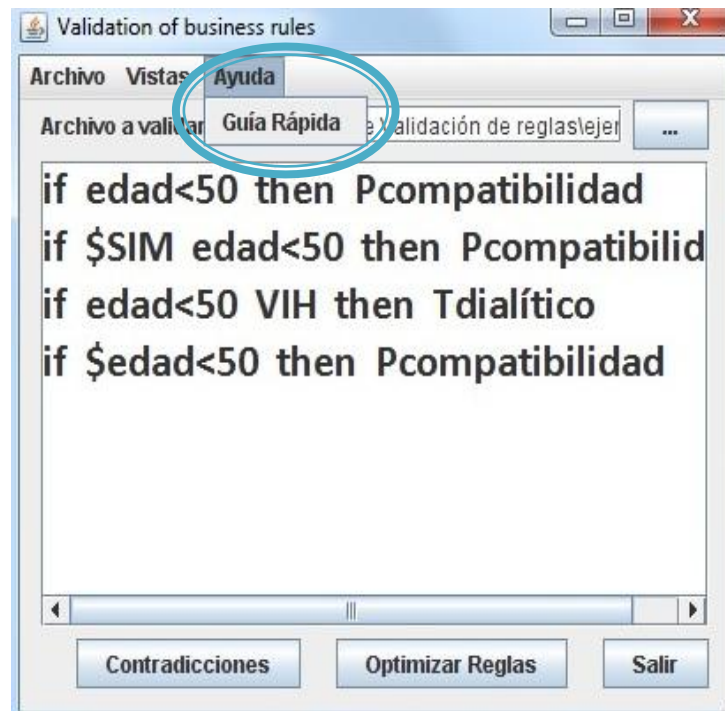 Validation of business rules
Archivo Vistas Ayuda
Guía Rápida
Archivo a validar e Validación de reglas\ejer ...
if edad<50 then Pcompatibilidad
if $SIM edad<50 then Pcompatibilid
if edad<50 VIH then Tdialítico
if $edad<50 then Pcompatibilidad
Contradicciones Optimizar Reglas Salir